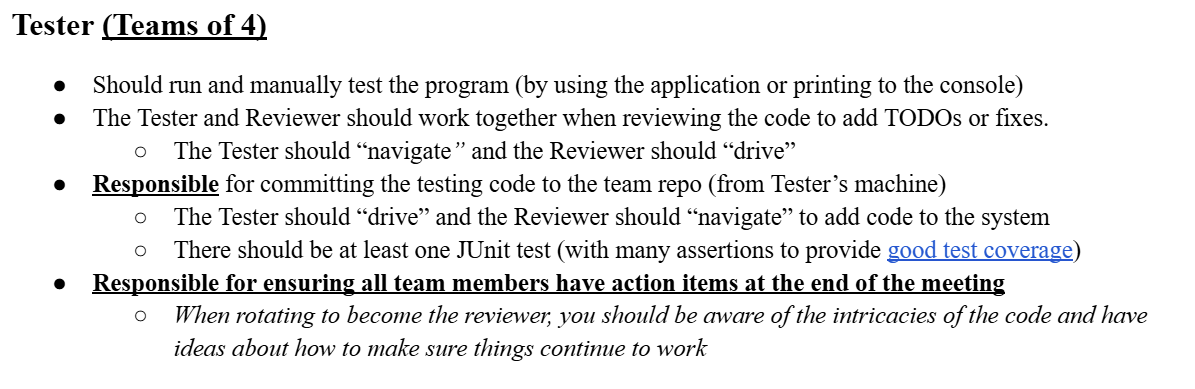 Tester (Teams of 4)
● Should run and manually test the program (by using the application or printing to the console)
● The Tester and Reviewer should work together when reviewing the code to add TODOs or fixes.
○ The Tester should “navigate” and the Reviewer should “drive”
● Responsible for committing the testing code to the team repo (from Tester’s machine)
○ The Tester should “drive” and the Reviewer should “navigate” to add code to the system
○ There should be at least one JUnit test (with many assertions to provide good test coverage)
● Responsible for ensuring all team members have action items at the end of the meeting
○ When rotating to become the reviewer, you should be aware of the intricacies of the code and have
ideas about how to make sure things continue to work